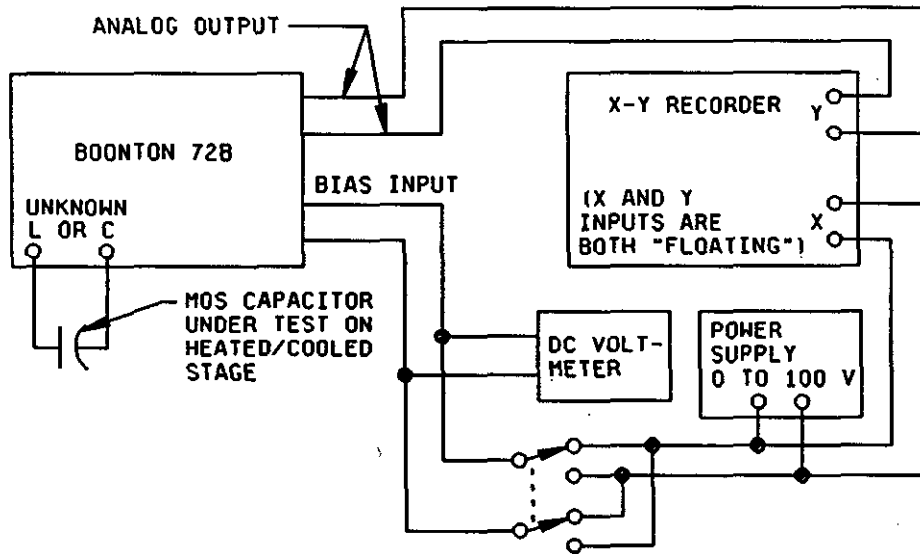 ANALOG OUTPUT
BOONTON 72B
UNKNOWN
L OR C
BIAS INPUT
X-Y RECORDER
Y
(X AND Y
INPUTS ARE
BOTH "FLOATING")
X
MOS CAPACITOR
UNDER TEST ON
HEATED/COOLED
STAGE
DC VOLT-
METER
POWER
SUPPLY
0 TO 100 V